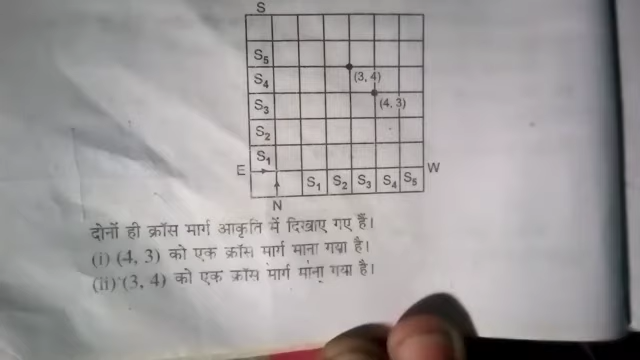 S
S₅
S₄
(3, 4)
S₃
(4, 3)
S₂
S₁
E
W
S₁ S₂ S₃ S₄ S₅
N
दोनों ही क्रॉस मार्ग आकृति में दिखाए गए हैं।
(i) (4, 3) को एक क्रॉस मार्ग माना गया है।
(ii) (3, 4) को एक क्रॉस मार्ग माना गया है।